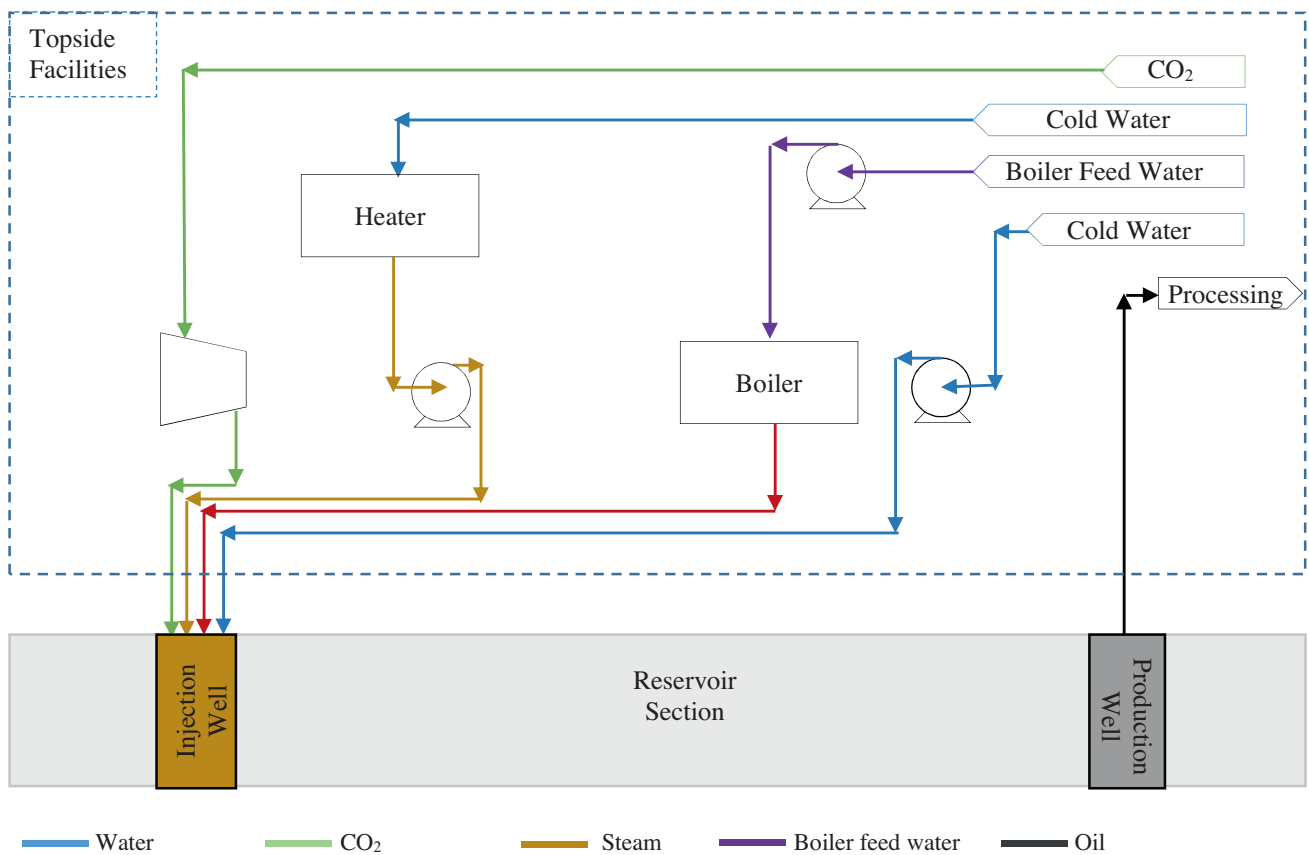 Topside
Facilities
CO₂
Cold Water
Boiler Feed Water
Heater
Cold Water
Processing
Boiler
Injection
Well
Reservoir
Section
Production
Well
Water
CO₂
Steam
Boiler feed water
Oil